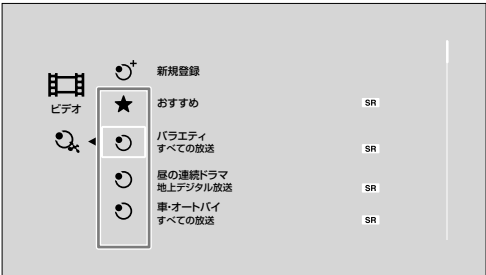 新規登録
ビデオ
おすすめ
SR
バラエティ
すべての放送
SR
昼の連続ドラマ
地上デジタル放送
SR
車・オートバイ
すべての放送
SR